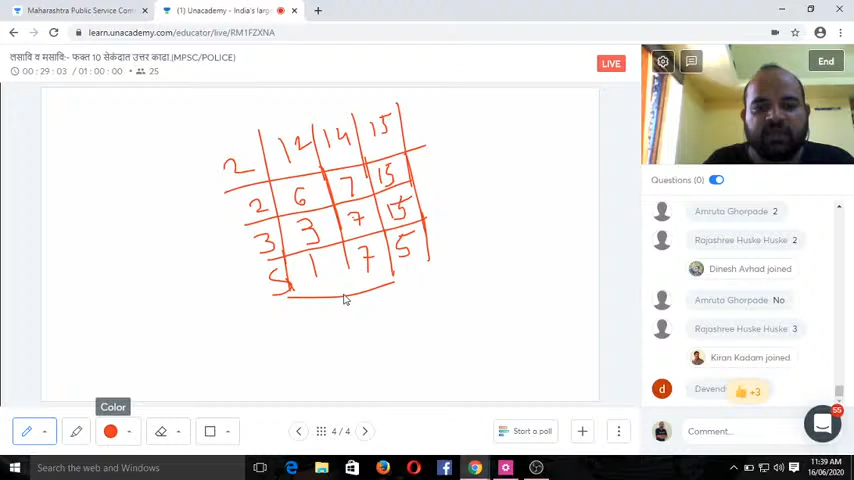 Maharashtra Public Service Com
(1) Unacademy - India's larg
learn.unacademy.com/educator/live/RM1FZXNA
लसावि व मसावि:- फक्त 10 सेकंदात उत्तर काढा.(MPSC/POLICE)
00 : 29 : 03 / 01 : 00 : 00 • 25
LIVE
End
2 12 14 15
2 6 7 15
3 3 7 15
5 1 7 5
Questions (0)
Amruta Ghorpade 2
Rajashree Huske Huske 2
Dinesh Avhad joined
Amruta Ghorpade No
Rajashree Huske Huske 3
Kiran Kadam joined
d Devend
+3
Color
4 / 4
Start a poll
Comment...
55
Search the web and Windows
11:39 AM
16/06/2020